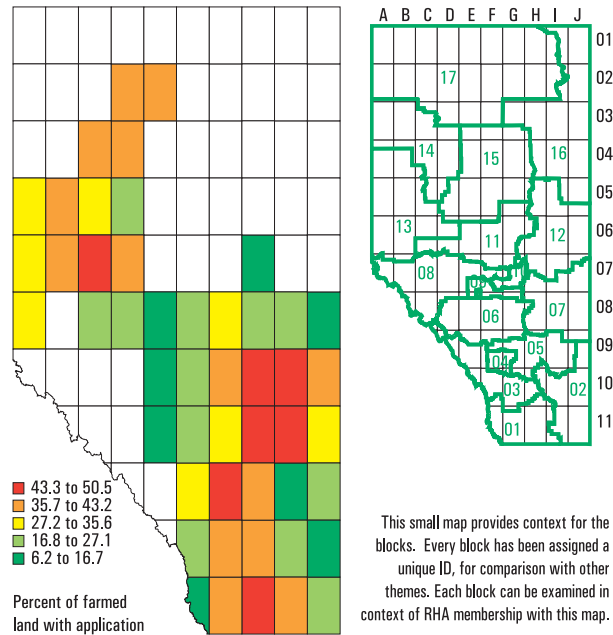 A B C D E F G H I J
01
02
17
03
14
15
16
04
05
13
11
12
06
08
07
06
07
08
05
09
04
03
02
10
01
11
43.3 to 50.5
35.7 to 43.2
27.2 to 35.6
16.8 to 27.1
6.2 to 16.7
Percent of farmed
land with application
This small map provides context for the
blocks. Every block has been assigned a
unique ID, for comparison with other
themes. Each block can be examined in
context of RHA membership with this map.